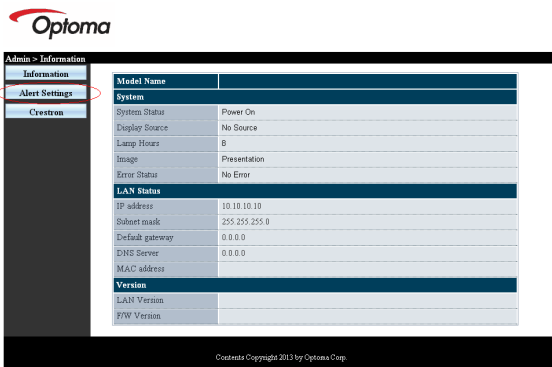 Optoma
Admin > Information
Information
Alert Settings
Crestron
Model Name
System
System Status Power On
Display Source No Source
Lamp Hours 8
Image Presentation
Error Status No Error
LAN Status
IP address 10.10.10.10
Subnet mask 255.255.255.0
Default gateway 0.0.0.0
DNS Server 0.0.0.0
MAC address
Version
LAN Version
F/W Version
Contents Copyright 2013 by Optoma Corp.